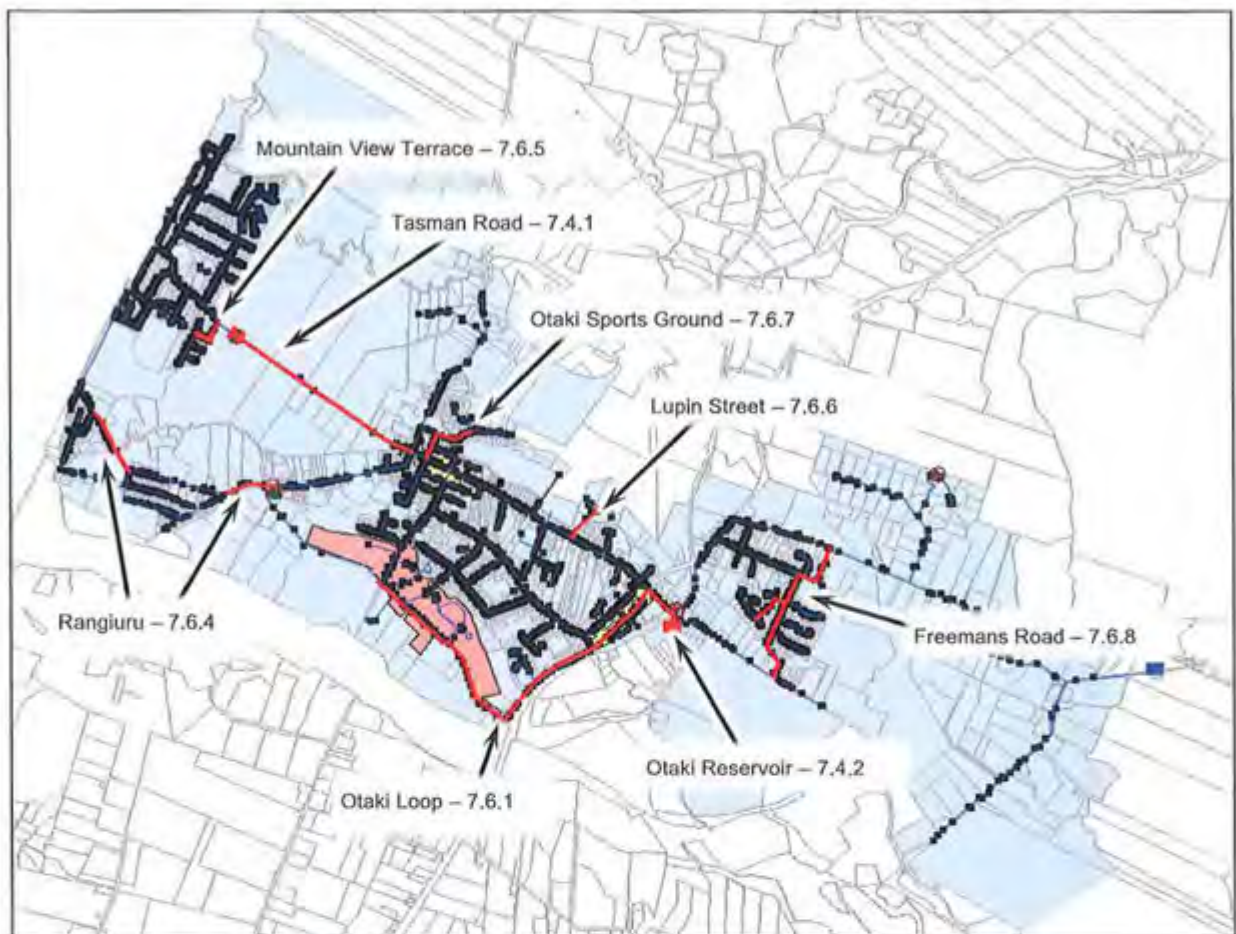 Mountain View Terrace – 7.6.5
Tasman Road – 7.4.1
Otaki Sports Ground – 7.6.7
Lupin Street – 7.6.6
Rangiuru – 7.6.4
Freemans Road – 7.6.8
Otaki Reservoir – 7.4.2
Otaki Loop – 7.6.1